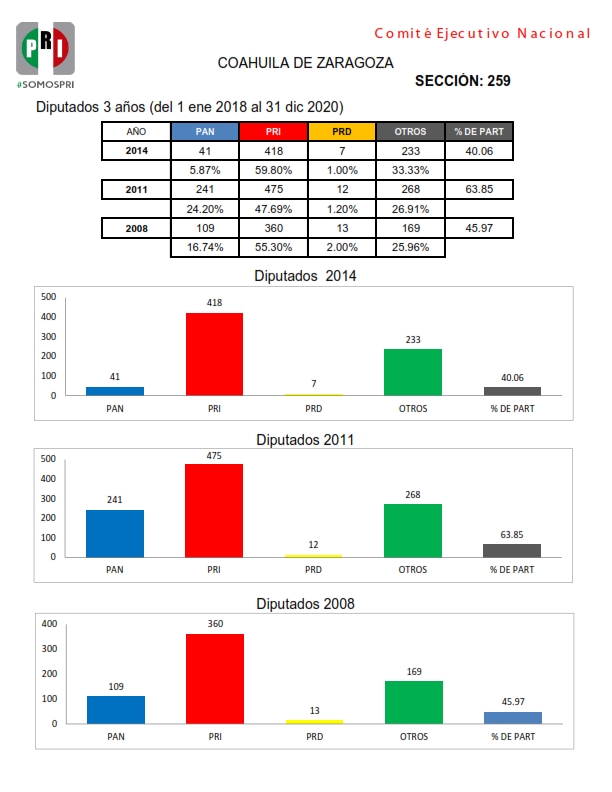 Comité Ejecutivo Nacional
PRI
#SOMOSPRI
COAHUILA DE ZARAGOZA
SECCIÓN: 259
Diputados 3 años (del 1 ene 2018 al 31 dic 2020)
AÑO PAN PRI PRD OTROS % DE PART
2014 41 418 7 233 40.06
5.87% 59.80% 1.00% 33.33%
2011 241 475 12 268 63.85
24.20% 47.69% 1.20% 26.91%
2008 109 360 13 169 45.97
16.74% 55.30% 2.00% 25.96%
Diputados 2014
500
400
300
200
100
0
41 418 7 233 40.06
PAN PRI PRD OTROS % DE PART
Diputados 2011
500
400
300
200
100
0
241 475 12 268 63.85
PAN PRI PRD OTROS % DE PART
Diputados 2008
400
300
200
100
0
109 360 13 169 45.97
PAN PRI PRD OTROS % DE PART